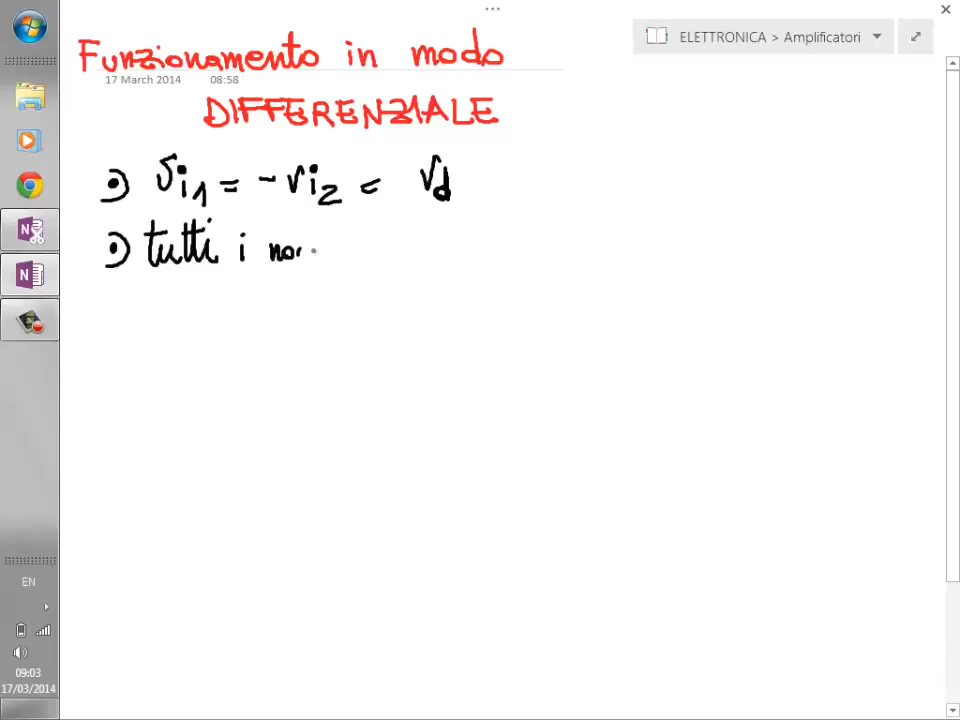 ELETTRONICA > Amplificatori
Funzionamento in modo
17 March 2014 08:58
DIFFERENZIALE
vi1 = - vi2 = vd
tutti i
EN
09:03
17/03/2014